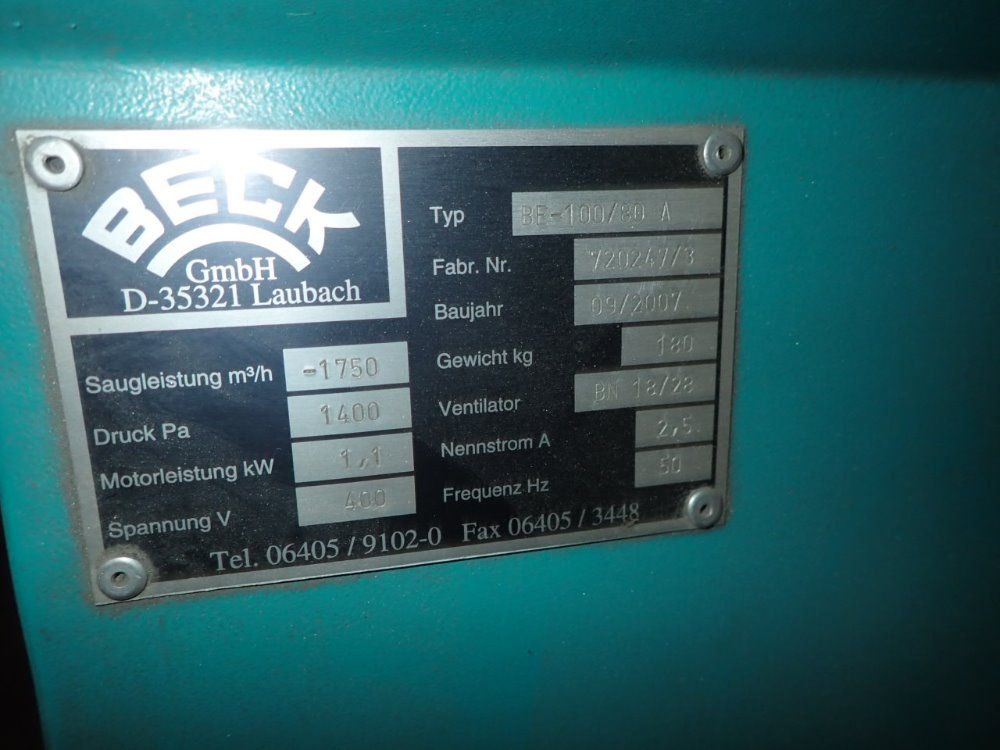 BECK
GmbH
D-35321 Laubach
Typ BE-100/80 A
Fabr. Nr. 720247/3
Baujahr 09/2007
Gewicht kg 180
Ventilator BN 18/28
Nennstrom A 2,5
Frequenz Hz 50
Saugleistung m³/h -1750
Druck Pa 1400
Motorleistung kW 1,1
Spannung V 400
Tel. 06405 / 9102-0 Fax 06405 / 3448